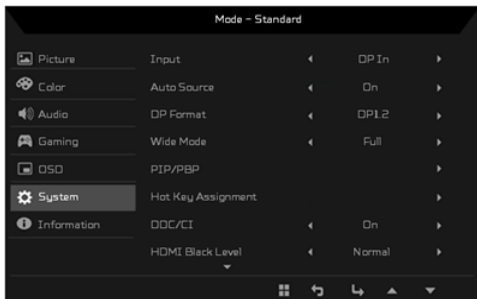 Mode - Standard
Picture
Input
DP In
Color
Auto Source
On
Audio
DP Format
DP1.2
Gaming
Wide Mode
Full
OSD
PIP/PBP
System
Hot Key Assignment
Information
DDC/CI
On
HDMI Black Level
Normal